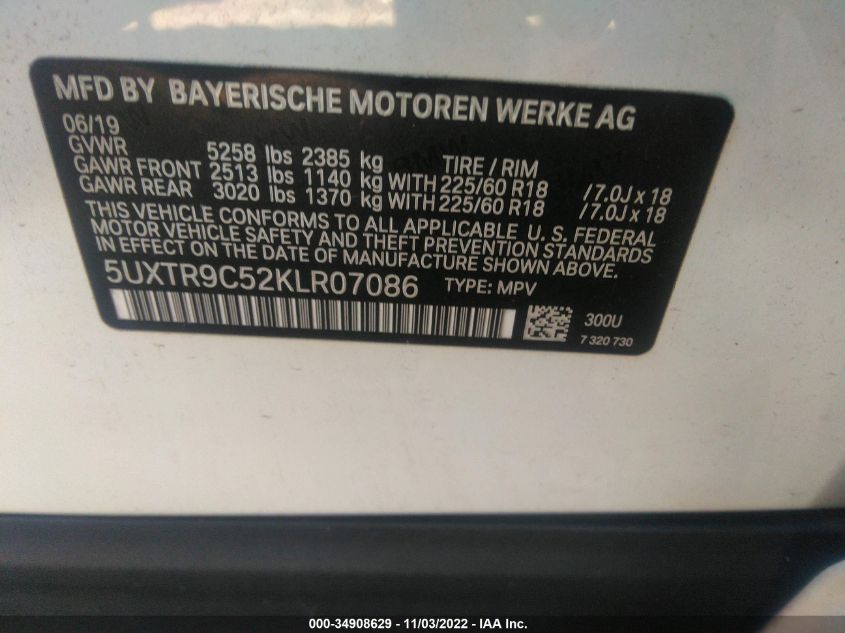 MFD BY BAYERISCHE MOTOREN WERKE AG
06/19
GVWR 5258 lbs 2385 kg TIRE / RIM
GAWR FRONT 2513 lbs 1140 kg WITH 225/60 R18 /7.0J x 18
GAWR REAR 3020 lbs 1370 kg WITH 225/60 R18 /7.0J x 18
THIS VEHICLE CONFORMS TO ALL APPLICABLE U. S. FEDERAL
MOTOR VEHICLE SAFETY AND THEFT PREVENTION STANDARDS
IN EFFECT ON THE DATE OF MANUFACTURE SHOWN ABOVE.
5UXTR9C52KLR07086 TYPE: MPV
300U
7 320 730
000-34908629 - 11/03/2022 - IAA Inc.